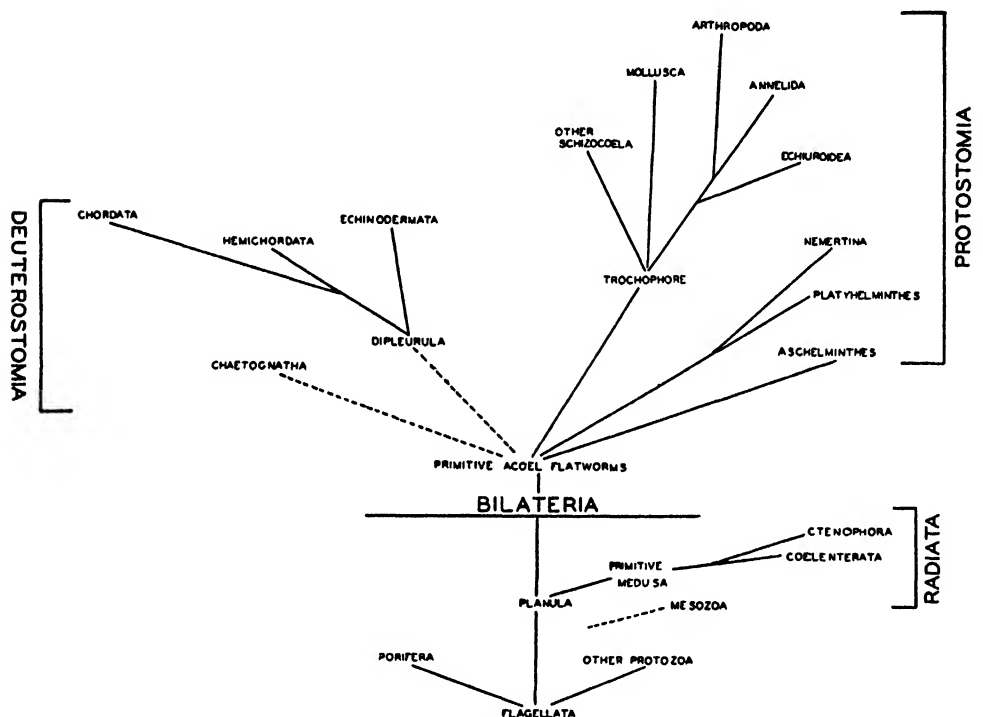 ARTHROPODA
MOLLUSCA
ANNELIDA
OTHER
SCHIZOCOELA
ECHIUROIDEA
PROTOSTOMIA
DEUTEROSTOMIA
CHORDATA
ECHINODERMATA
HEMICHORDATA
NEMERTINA
TROCHOPHORE
PLATYHELMINTHES
DIPLEURULA
CHAETOGNATHA
ASCHELMINTHES
PRIMITIVE ACOEL FLATWORMS
BILATERIA
CTENOPHORA
COELENTERATA
RADIATA
PRIMITIVE
MEDUSA
PLANULA
MESOZOA
PORIFERA
OTHER PROTOZOA
FLAGELLATA